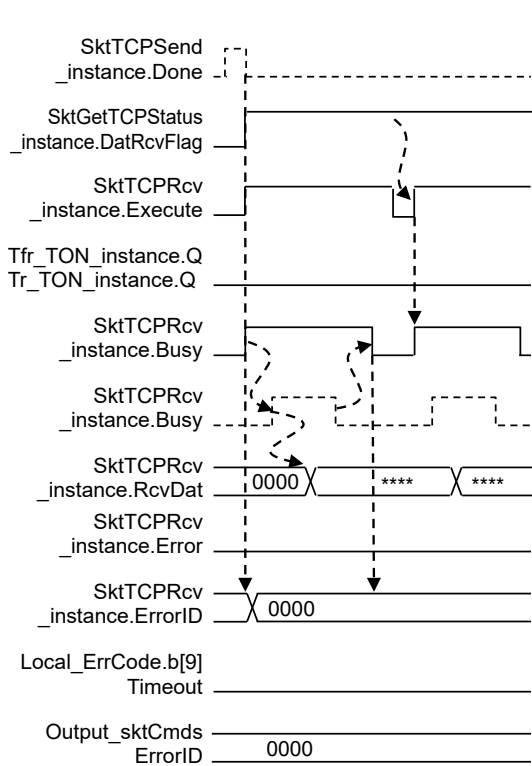 SktTCPSend
_instance.Done
SktGetTCPStatus
_instance.DatRcvFlag
SktTCPRcv
_instance.Execute
Tfr_TON_instance.Q
Tr_TON_instance.Q
SktTCPRcv
_instance.Busy
SktTCPRcv
_instance.Busy
SktTCPRcv
_instance.RcvDat 0000 **** ****
SktTCPRcv
_instance.Error
SktTCPRcv
_instance.ErrorID 0000
Local_ErrCode.b[9]
Timeout
Output_sktCmds
ErrorID 0000